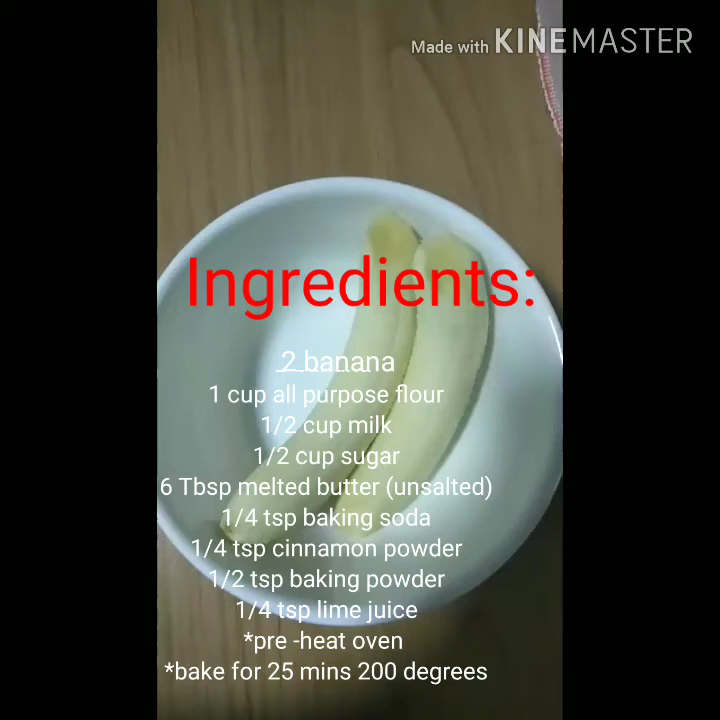 Made with KINEMASTER
Ingredients:
2 banana
1 cup all purpose flour
1/2 cup milk
1/2 cup sugar
6 Tbsp melted butter (unsalted)
1/4 tsp baking soda
1/4 tsp cinnamon powder
1/2 tsp baking powder
1/4 tsp lime juice
*pre -heat oven
*bake for 25 mins 200 degrees